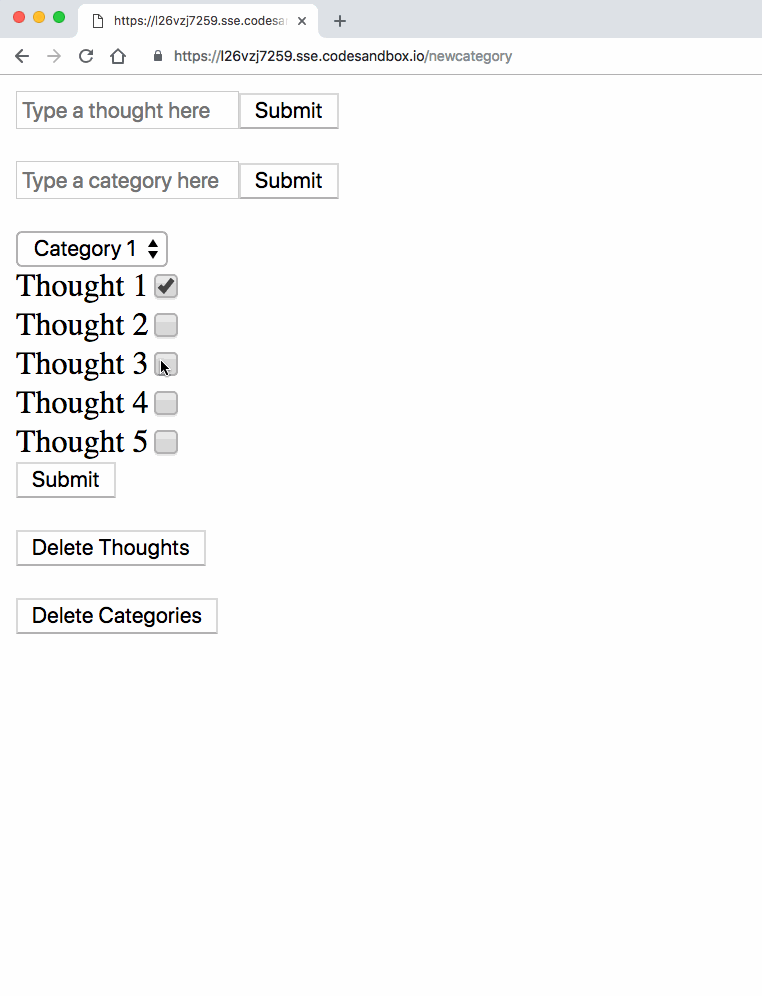 https://l26vzj7259.sse.codesa
https://l26vzj7259.sse.codesandbox.io/newcategory
Type a thought here Submit
Type a category here Submit
Category 1
Thought 1
Thought 2
Thought 3
Thought 4
Thought 5
Submit
Delete Thoughts
Delete Categories